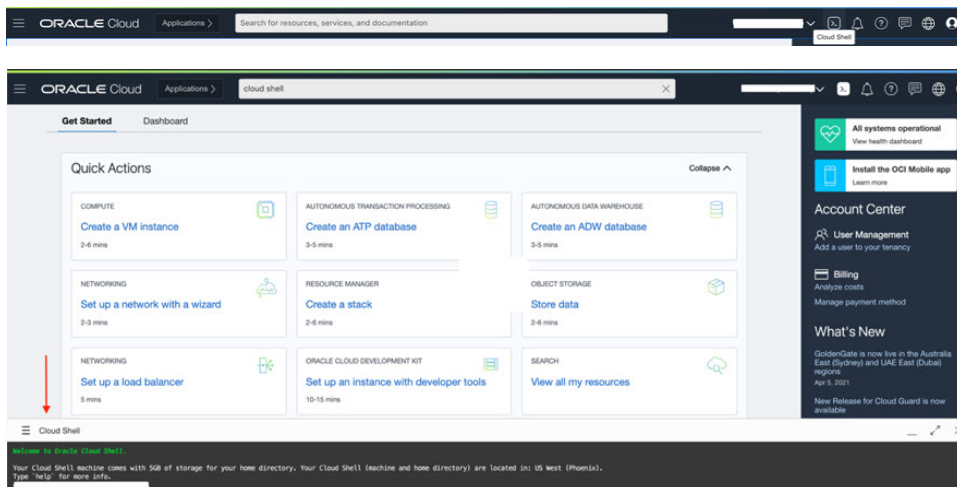 ORACLE Cloud Applications > Search for resources, services, and documentation
Cloud Shell
ORACLE Cloud Applications > cloud shell
Get Started Dashboard
Quick Actions Collapse
COMPUTE
Create a VM instance
2-6 mins
AUTONOMOUS TRANSACTION PROCESSING
Create an ATP database
3-5 mins
AUTONOMOUS DATA WAREHOUSE
Create an ADW database
3-5 mins
NETWORKING
Set up a network with a wizard
2-3 mins
RESOURCE MANAGER
Create a stack
2-6 mins
OBJECT STORAGE
Store data
2-6 mins
NETWORKING
Set up a load balancer
5 mins
ORACLE CLOUD DEVELOPMENT KIT
Set up an instance with developer tools
10-15 mins
SEARCH
View all my resources
All systems operational
View health dashboard
Install the OCI Mobile app
Learn more
Account Center
User Management
Add a user to your tenancy
Billing
Analyze costs
Manage payment method
What's New
GoldenGate is now live in the Australia
East (Sydney) and UAE East (Dubai)
regions
Apr 5, 2021
New Release for Cloud Guard is now
available
Cloud Shell
Welcome to Oracle Cloud Shell.
Your Cloud Shell machine comes with 5GB of storage for your home directory. Your Cloud Shell (machine and home directory) are located in: US West (Phoenix).
Type `help` for more info.